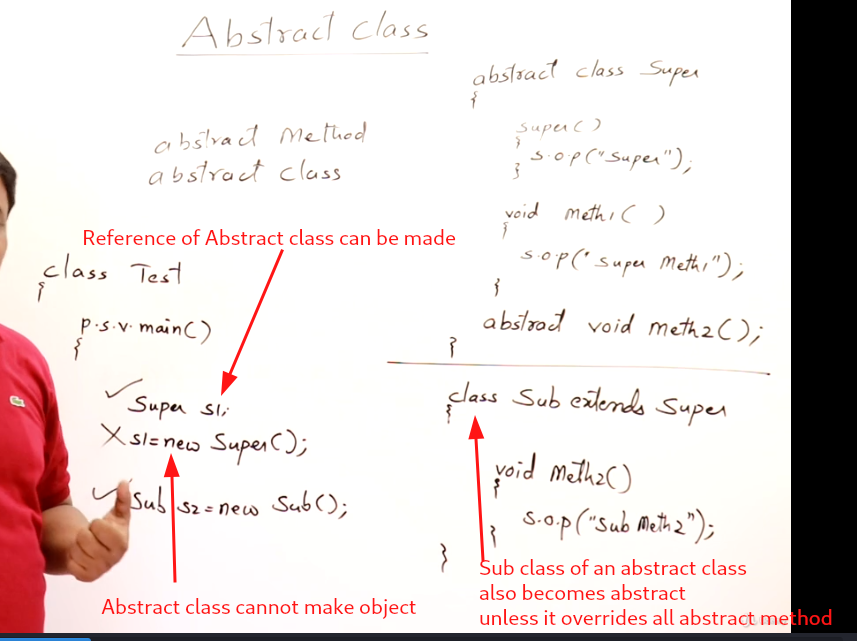 Abstract Class
abstract Method
abstract class
Reference of Abstract class can be made
class Test
{
p.s.v.main()
{
✓ Super s1;
X s1=new Super();
✓ Sub s2=new Sub();
Abstract class cannot make object
abstract class Super
{
super()
{
} s.o.p("super");
void meth1( )
{
s.o.p("super Meth1");
}
abstract void meth2();
}
class Sub extends Super
{
void Meth2()
{
s.o.p("Sub Meth2");
}
}
Sub class of an abstract class
also becomes abstract
unless it overrides all abstract method